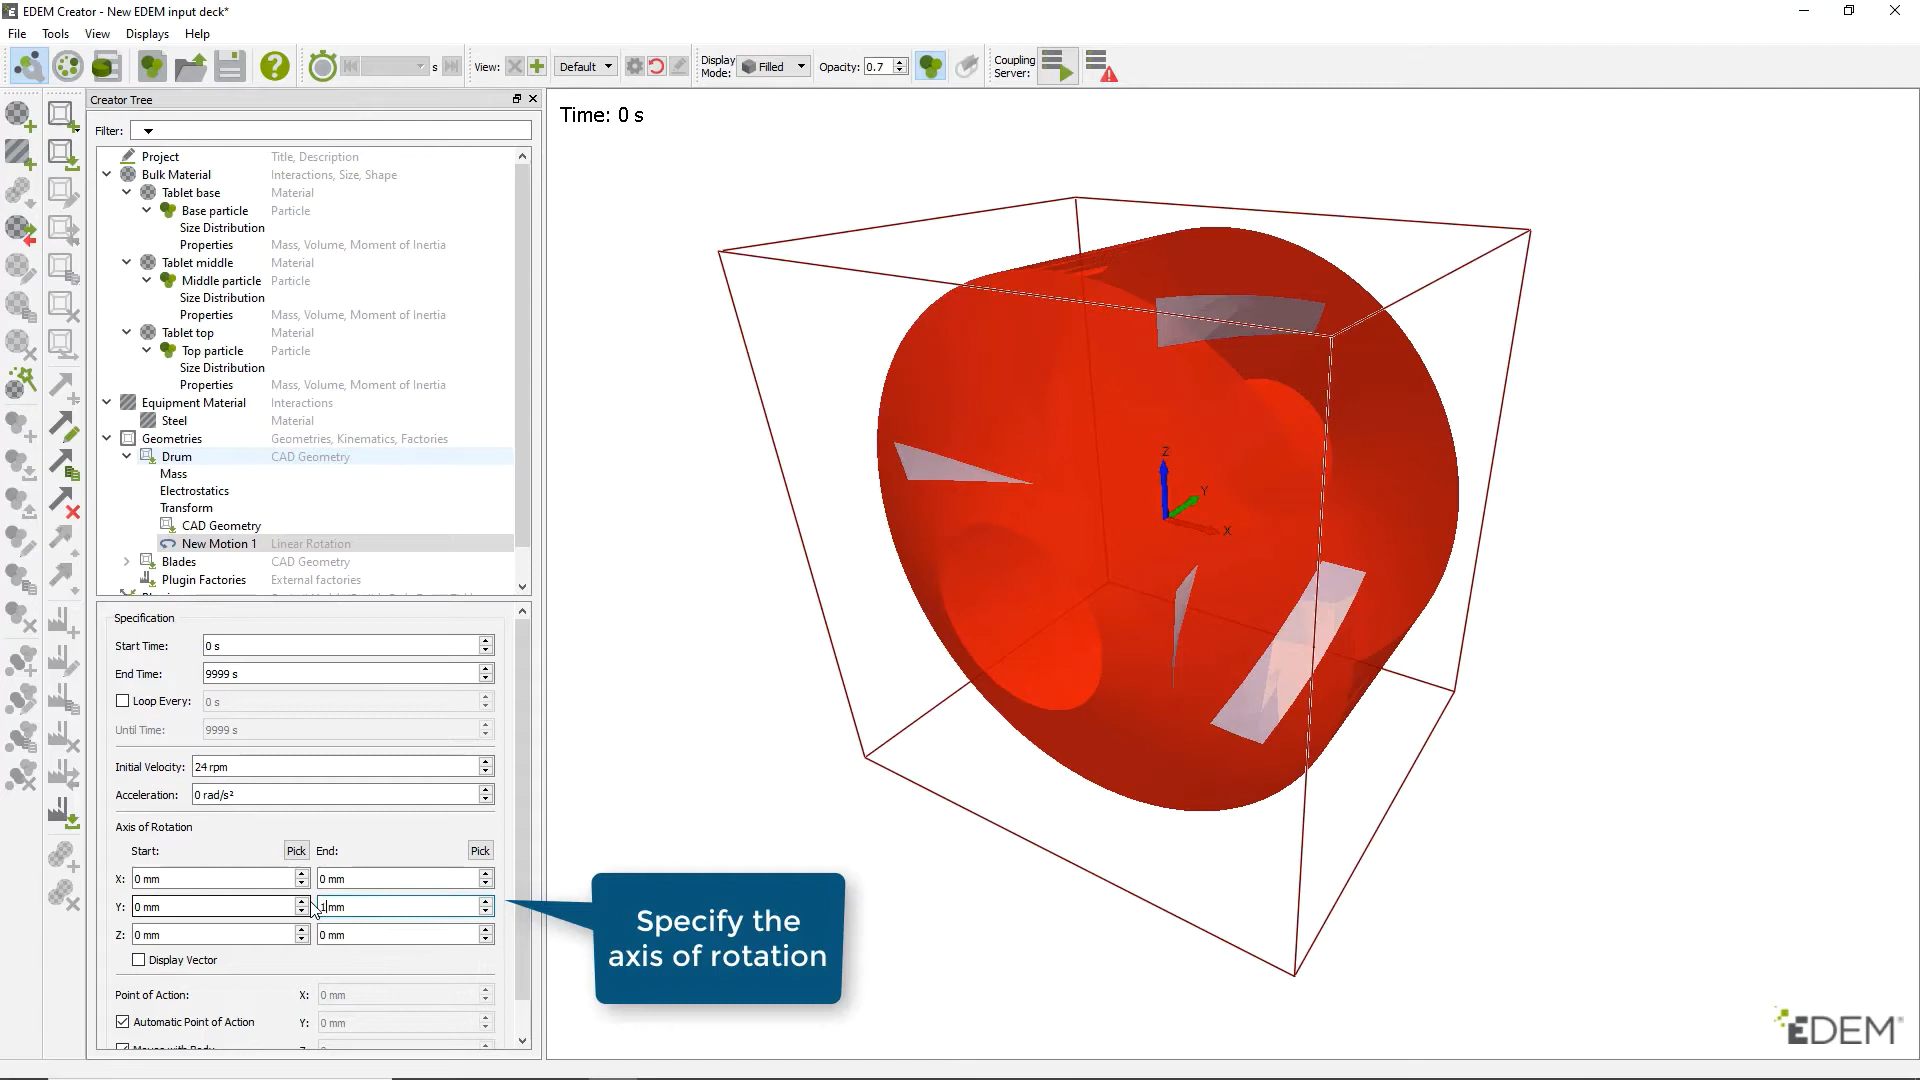 EDEM Creator - New EDEM input deck*
File Tools View Displays Help
s View: Default Display Mode: Filled Opacity: 0.7 Coupling Server:
Creator Tree
Filter:
Time: 0 s
Project Title, Description
Bulk Material Interactions, Size, Shape
Tablet base Material
Base particle Particle
Size Distribution
Properties Mass, Volume, Moment of Inertia
Tablet middle Material
Middle particle Particle
Size Distribution
Properties Mass, Volume, Moment of Inertia
Tablet top Material
Top particle Particle
Size Distribution
Properties Mass, Volume, Moment of Inertia
Equipment Material Interactions
Steel Material
Geometries Geometries, Kinematics, Factories
Drum CAD Geometry
Mass
Electrostatics
Transform
CAD Geometry
New Motion 1 Linear Rotation
Blades CAD Geometry
Plugin Factories External factories
Z
Y
X
Specification
Start Time: 0 s
End Time: 9999 s
Loop Every: 0 s
Until Time: 9999 s
Initial Velocity: 24 rpm
Acceleration: 0 rad/s²
Axis of Rotation
Start: Pick End: Pick
X: 0 mm 0 mm
Y: 0 mm 1 mm
Z: 0 mm 0 mm
Display Vector
Point of Action: X: 0 mm
Automatic Point of Action Y: 0 mm
Specify the
axis of rotation
EDEM